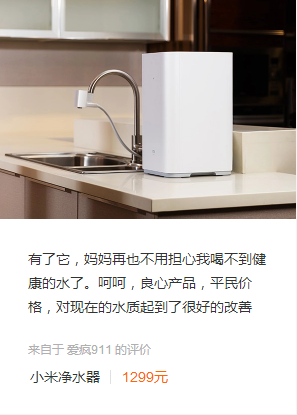 有了它，妈妈再也不用担心我喝不到健
康的水了。呵呵，良心产品，平民价
格，对现在的水质起到了很好的改善
来自于 爱疯911 的评价
小米净水器 1299元